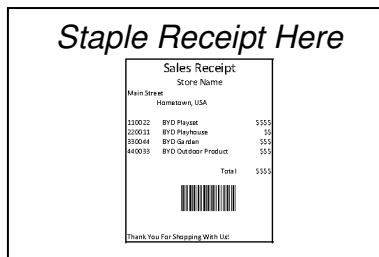 Staple Receipt Here
Sales Receipt
Store Name
Main Street
Hometown, USA
110022 BYD Playset $$$$
220011 BYD Playhouse $$
330044 BYD Garden $$$
440033 BYD Outdoor Product $$$
Total $$$$
Thank You For Shopping With Us!